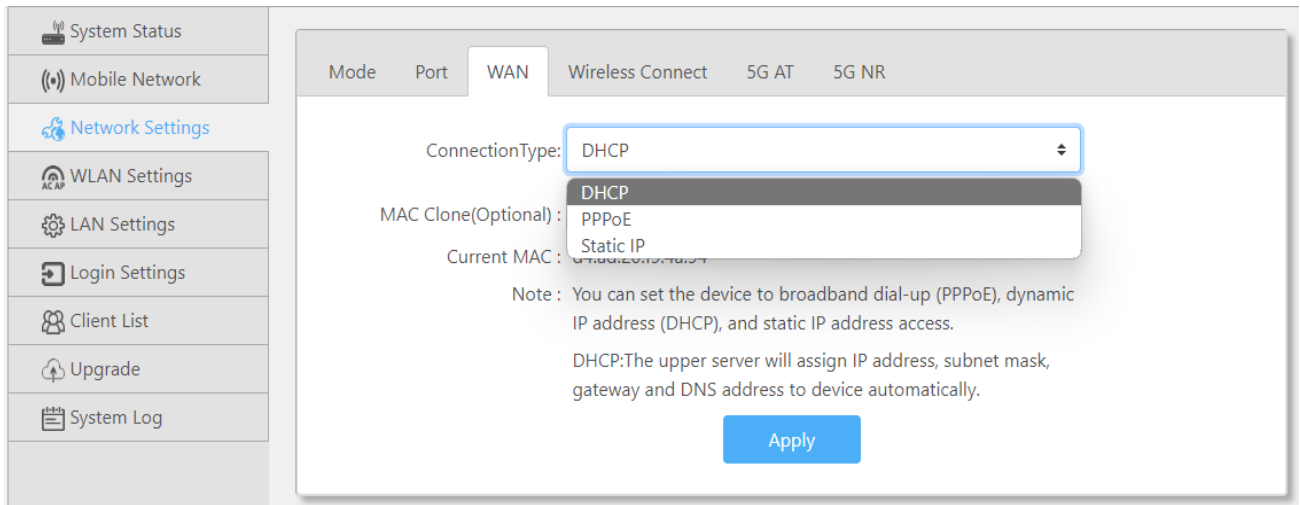 System Status
Mobile Network
Network Settings
AC AP WLAN Settings
LAN Settings
Login Settings
Client List
Upgrade
System Log
Mode Port WAN Wireless Connect 5G AT 5G NR
ConnectionType: DHCP
DHCP
MAC Clone(Optional) : PPPoE
Static IP
Current MAC :
Note : You can set the device to broadband dial-up (PPPoE), dynamic
IP address (DHCP), and static IP address access.
DHCP:The upper server will assign IP address, subnet mask,
gateway and DNS address to device automatically.
Apply